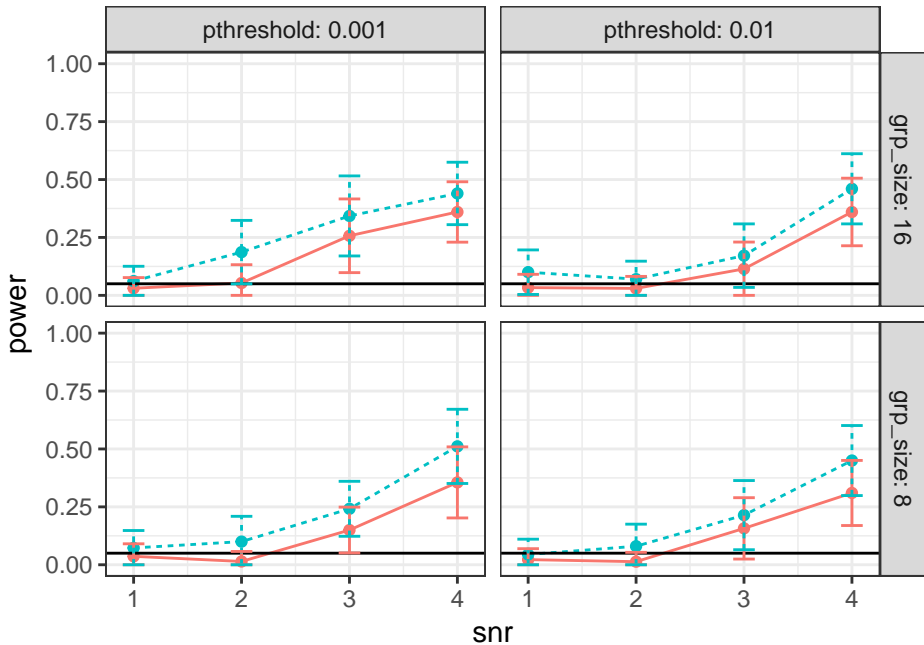 pthreshold: 0.001
pthreshold: 0.01
1.00
0.75
0.50
0.25
0.00
grp_size: 16
1.00
0.75
0.50
0.25
0.00
grp_size: 8
power
1 2 3 4
1 2 3 4
snr